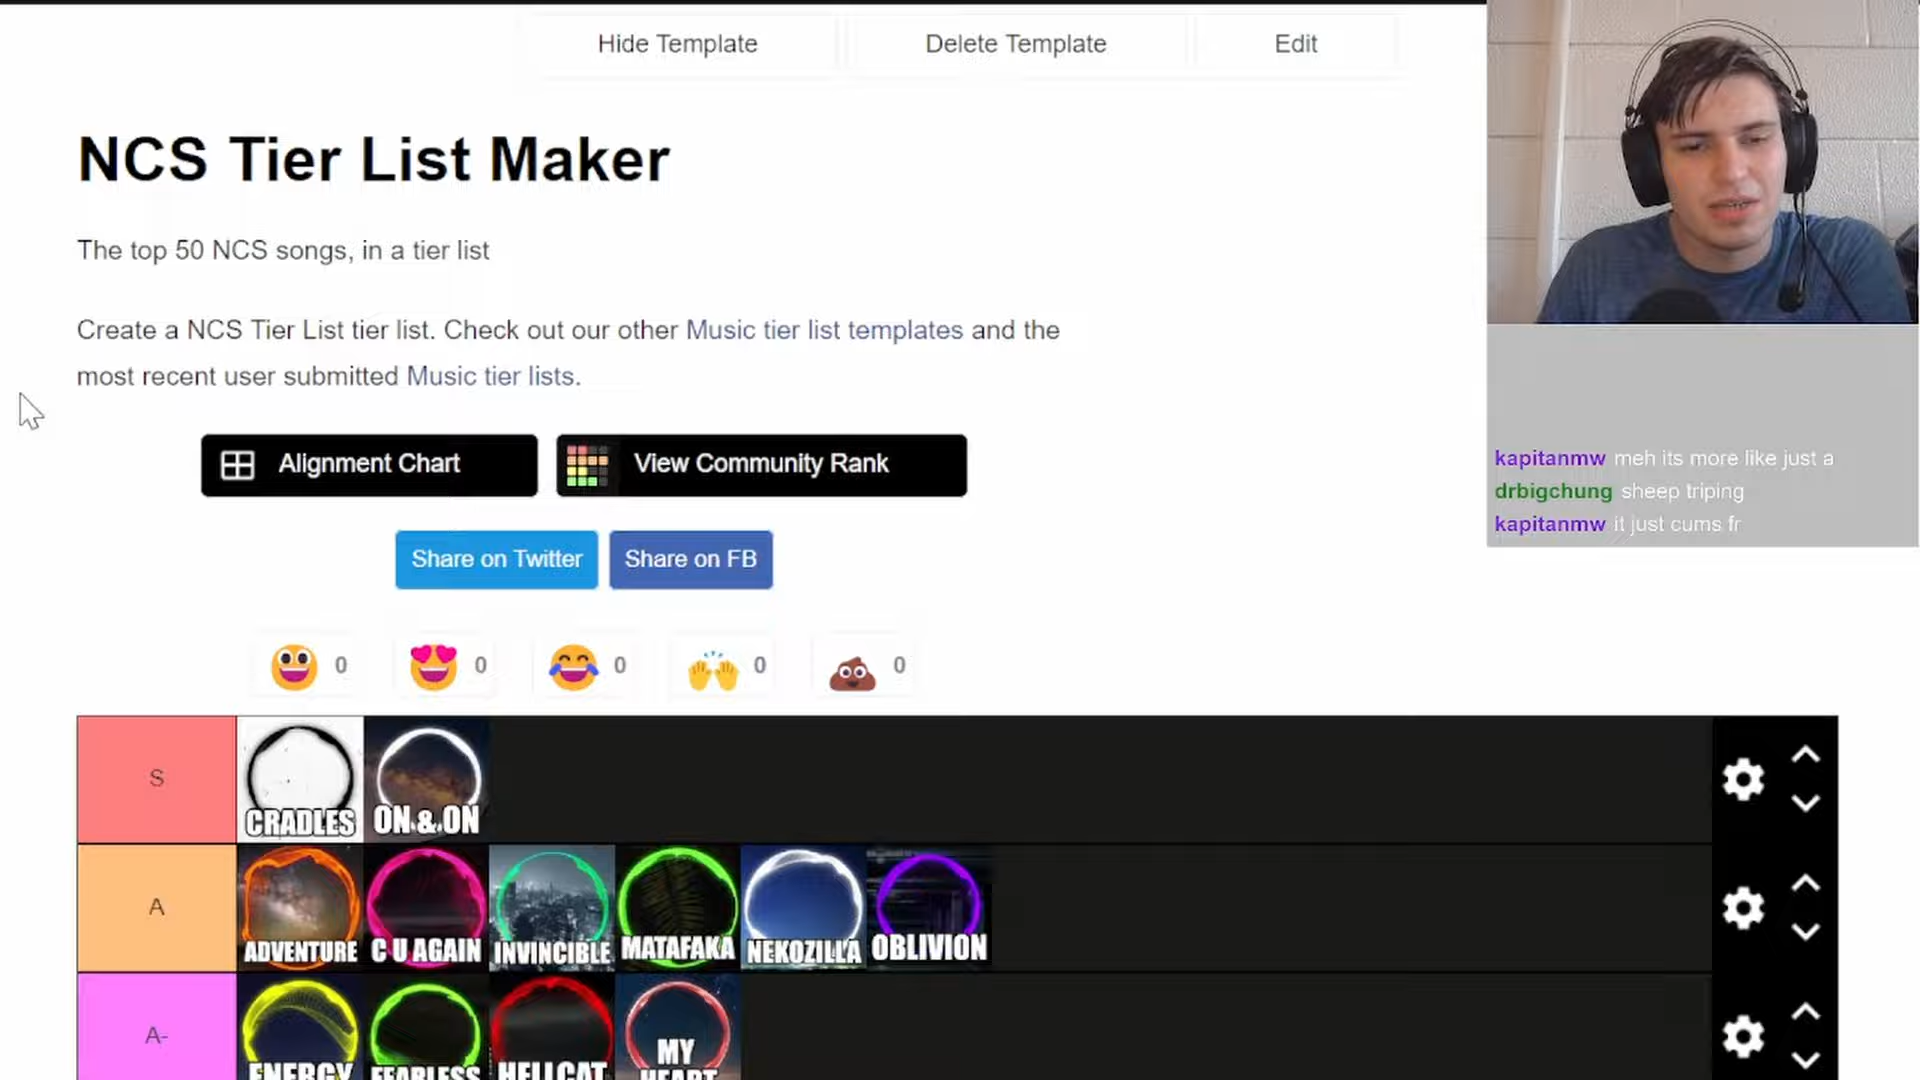 Hide Template
Delete Template
Edit
NCS Tier List Maker
The top 50 NCS songs, in a tier list
Create a NCS Tier List tier list. Check out our other Music tier list templates and the
most recent user submitted Music tier lists.
Alignment Chart
View Community Rank
Share on Twitter
Share on FB
0
0
0
0
0
kapitanmw meh its more like just a
drbigchung sheep triping
kapitanmw it just cums fr
S
CRADLES
ON & ON
A
ADVENTURE
C U AGAIN
INVINCIBLE
MATAFAKA
NEKOZILLA
OBLIVION
A-
ENERGY
FEARLESS
HELLCAT
MY
HEART